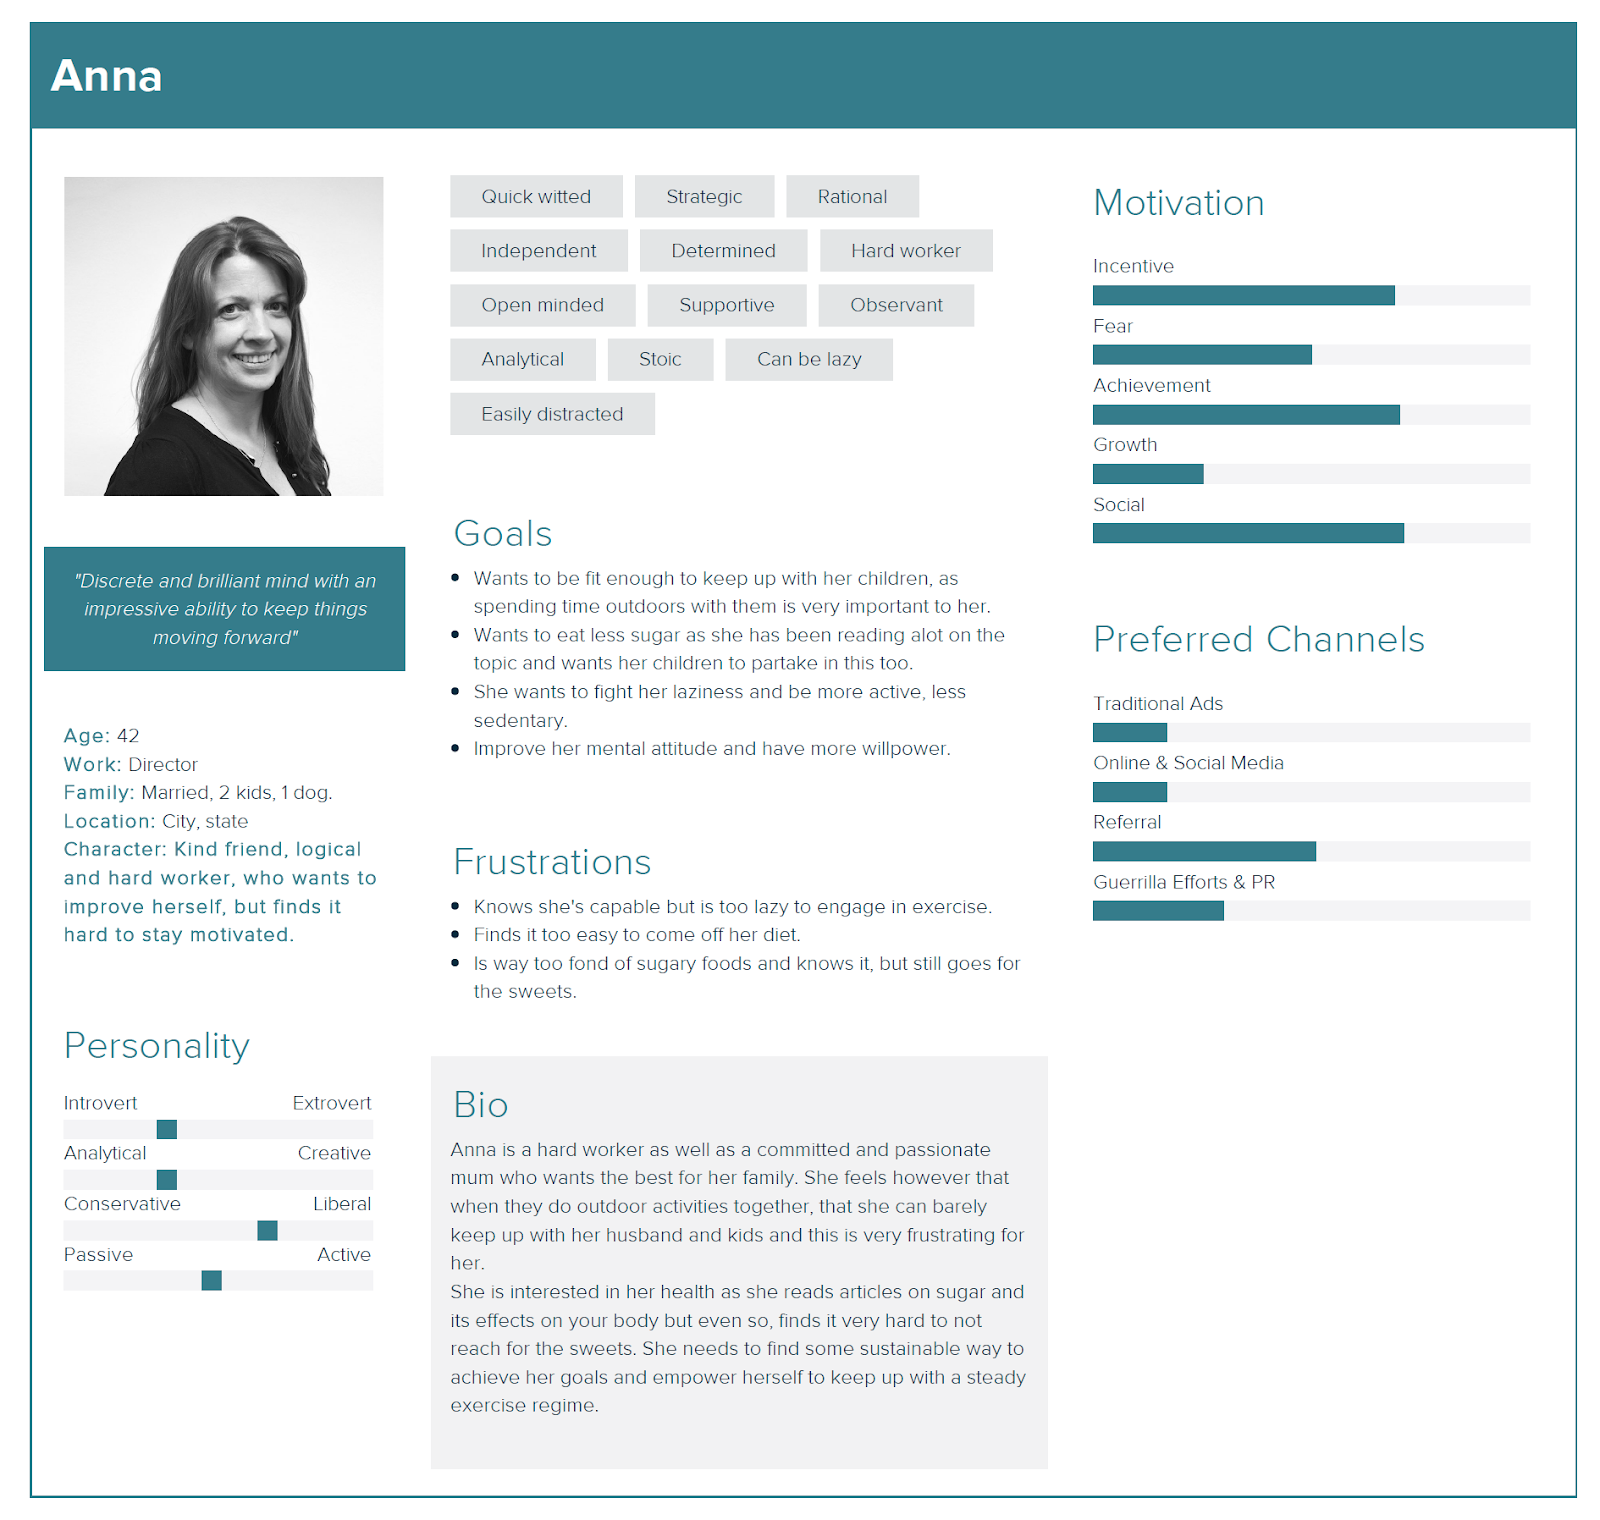 Anna
Quick witted
Strategic
Rational
Independent
Determined
Hard worker
Open minded
Supportive
Observant
Analytical
Stoic
Can be lazy
Easily distracted
"Discrete and brilliant mind with an
impressive ability to keep things
moving forward"
Age: 42
Work: Director
Family: Married, 2 kids, 1 dog.
Location: City, state
Character: Kind friend, logical
and hard worker, who wants to
improve herself, but finds it
hard to stay motivated.
Personality
Introvert Extrovert
Analytical Creative
Conservative Liberal
Passive Active
Goals
• Wants to be fit enough to keep up with her children, as
spending time outdoors with them is very important to her.
• Wants to eat less sugar as she has been reading alot on the
topic and wants her children to partake in this too.
• She wants to fight her laziness and be more active, less
sedentary.
• Improve her mental attitude and have more willpower.
Frustrations
• Knows she's capable but is too lazy to engage in exercise.
• Finds it too easy to come off her diet.
• Is way too fond of sugary foods and knows it, but still goes for
the sweets.
Bio
Anna is a hard worker as well as a committed and passionate
mum who wants the best for her family. She feels however that
when they do outdoor activities together, that she can barely
keep up with her husband and kids and this is very frustrating for
her.
She is interested in her health as she reads articles on sugar and
its effects on your body but even so, finds it very hard to not
reach for the sweets. She needs to find some sustainable way to
achieve her goals and empower herself to keep up with a steady
exercise regime.
Motivation
Incentive
Fear
Achievement
Growth
Social
Preferred Channels
Traditional Ads
Online & Social Media
Referral
Guerrilla Efforts & PR